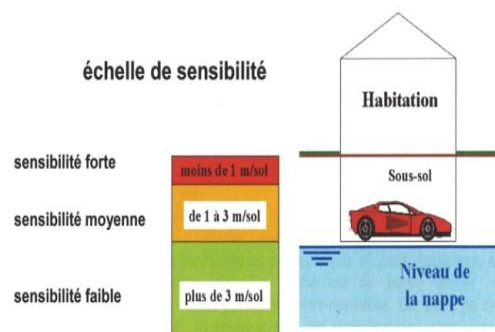 échelle de sensibilité
Habitation
sensibilité forte
moins de 1 m/sol
Sous-sol
sensibilité moyenne
de 1 à 3 m/sol
Niveau de
la nappe
sensibilité faible
plus de 3 m/sol